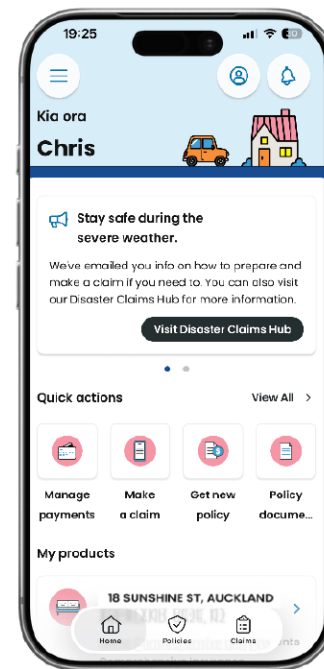 19:25
Kia ora
Chris
Stay safe during the
severe weather.
We've emailed you info on how to prepare and
make a claim if you need to. You can also visit
our Disaster Claims Hub for more information.
Visit Disaster Claims Hub
Quick actions
View All
Manage
payments
Make
a claim
Get new
policy
Policy
docume...
My products
18 SUNSHINE ST, AUCKLAND
Home
Policies
Claims